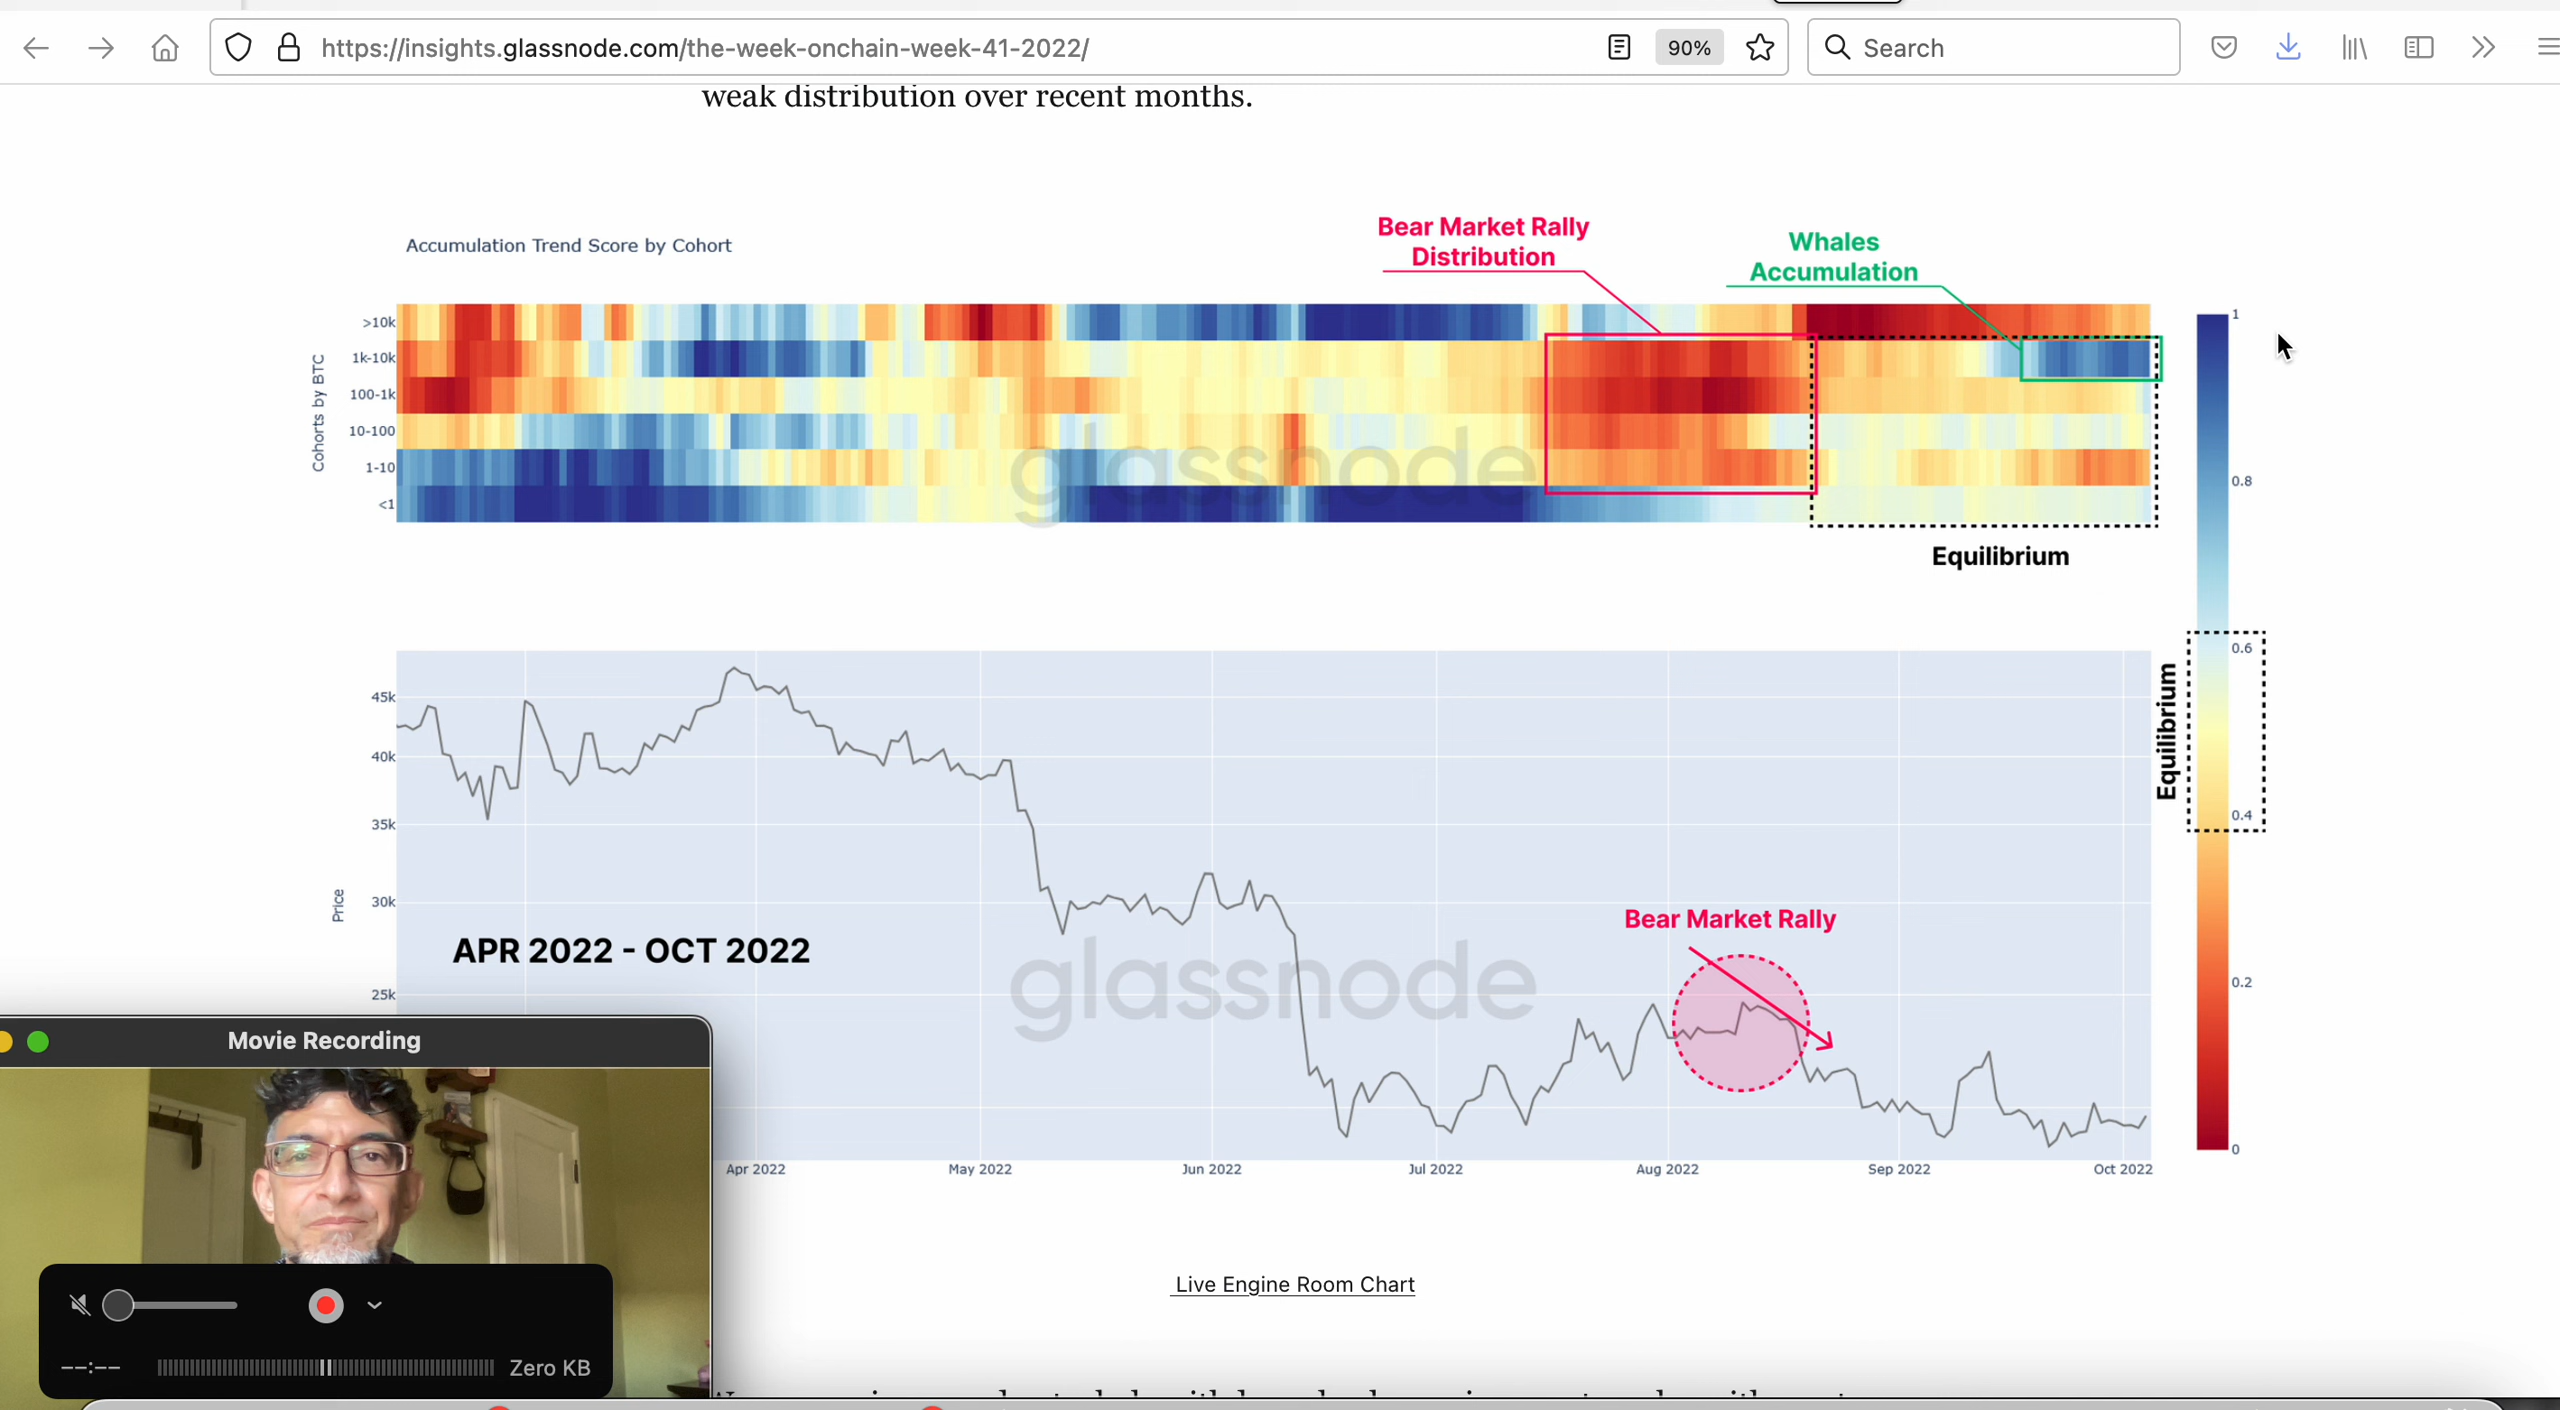 https://insights.glassnode.com/the-week-onchain-week-41-2022/
90%
Search
weak distribution over recent months.
Bear Market Rally
Distribution
Whales
Accumulation
Accumulation Trend Score by Cohort
Cohorts by BTC
>10k
1k-10k
100-1k
10-100
1-10
<1
glassnode
Equilibrium
1
0.8
0.6
0.4
0.2
0
Equilibrium
Price
45k
40k
35k
30k
25k
APR 2022 - OCT 2022
glassnode
Bear Market Rally
Apr 2022
May 2022
Jun 2022
Jul 2022
Aug 2022
Sep 2022
Oct 2022
Live Engine Room Chart
Movie Recording
--:--
Zero KB